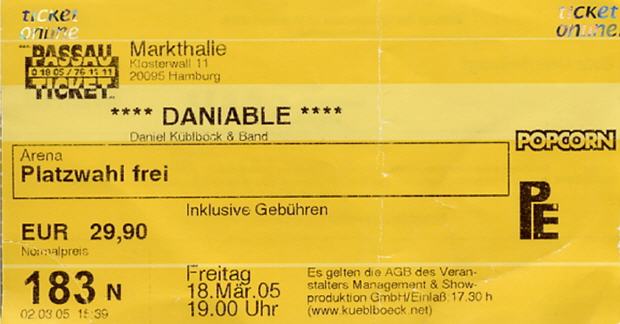 ticket online
ticket online
PASSAU
0 18 05 / 75 11 11
TICKET
Markthalle
Klosterwall 11
20095 Hamburg
**** DANIABLE ****
Daniel Küblböck & Band
POPCORN
Arena
Platzwahl frei
PE
Inklusive Gebühren
EUR 29,90
Normalpreis
183 N
02.03.05 15:39
Freitag
18.Mär.05
19.00 Uhr
Es gelten die AGB des Veran-
stalters Management & Show-
produktion GmbH/Einlaß:17.30 h
(www.kueblboeck.net)